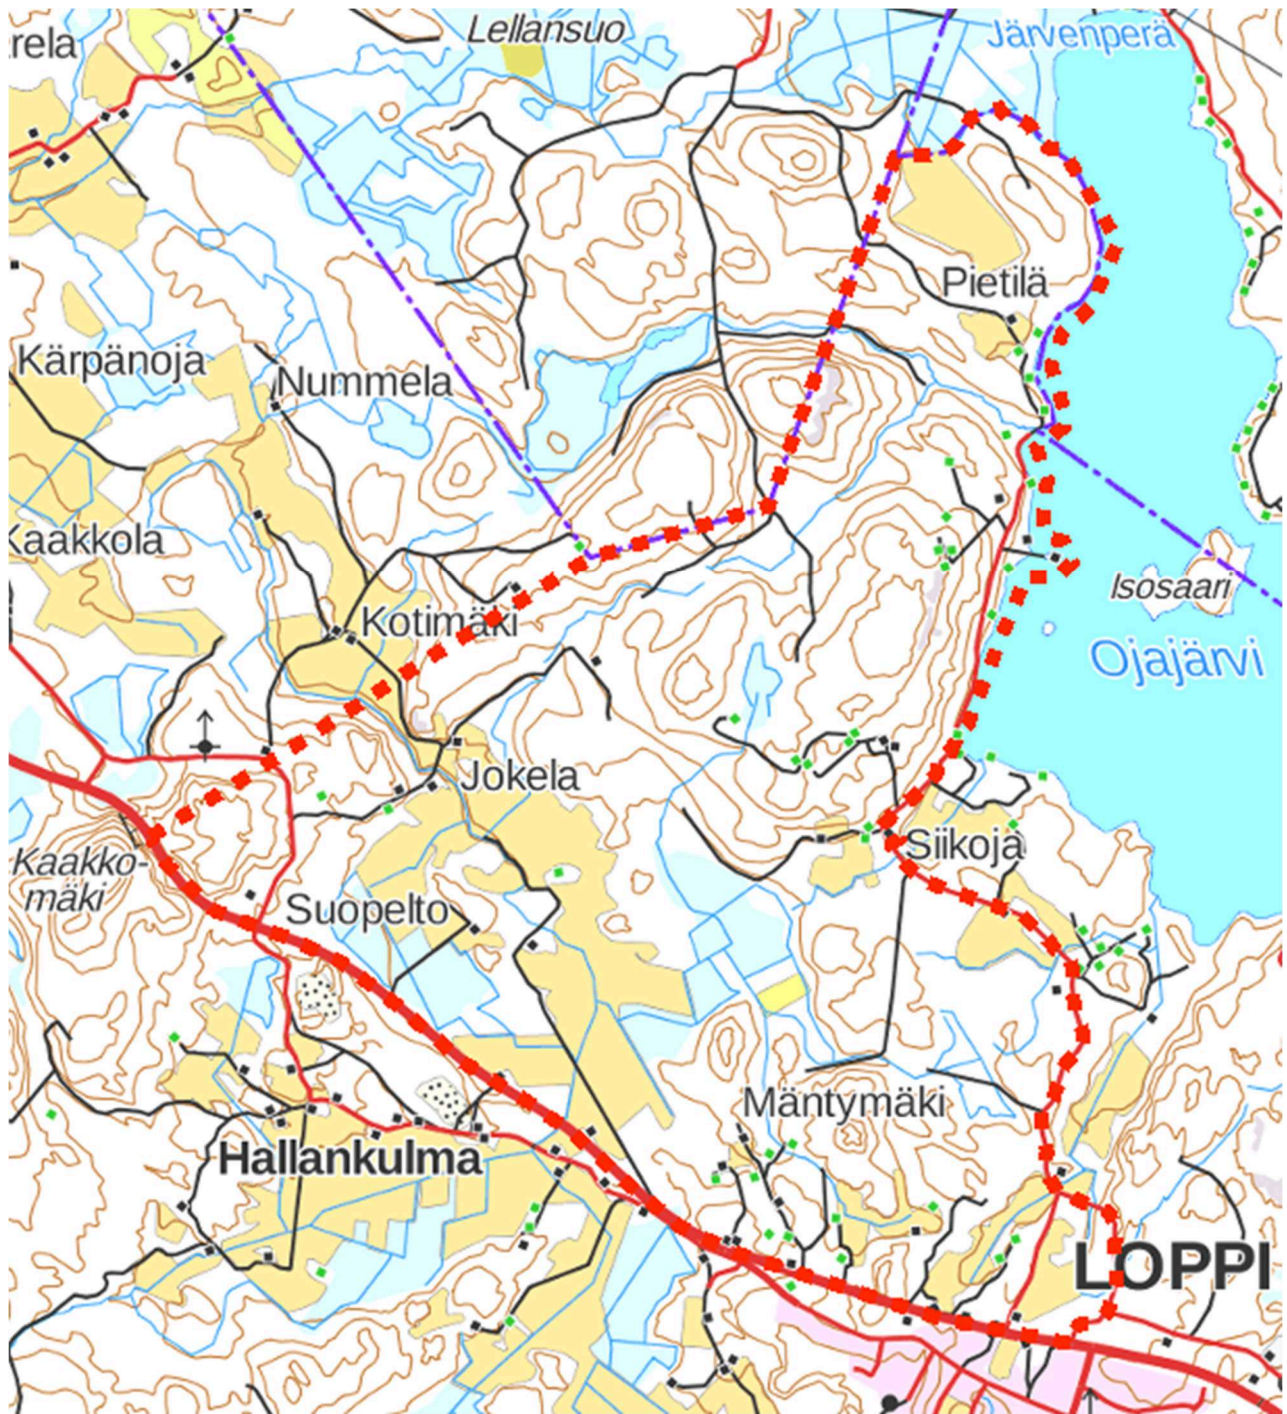 Lellansuo
Järvenperä
rela
Pietilä
Kärpänoja
Nummela
Kaakkola
Isosaari
Kotimäki
Ojajärvi
Jokela
Siikoja
Kaakko-
mäki
Suopelto
Mäntymäki
Hallankulma
LOPPI